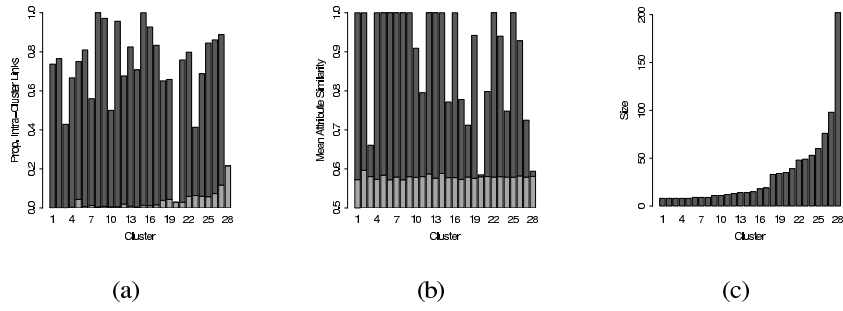 Prop. Intra-Cluster Links
0.0 0.2 0.4 0.6 0.8 1.0
1 4 7 10 13 16 19 22 25 28
Cluster
(a)
Mean Attribute Similarity
0.5 0.6 0.7 0.8 0.9 1.0
1 4 7 10 13 16 19 22 25 28
Cluster
(b)
Size
0 50 100 150 200
1 4 7 10 13 16 19 22 25 28
Cluster
(c)